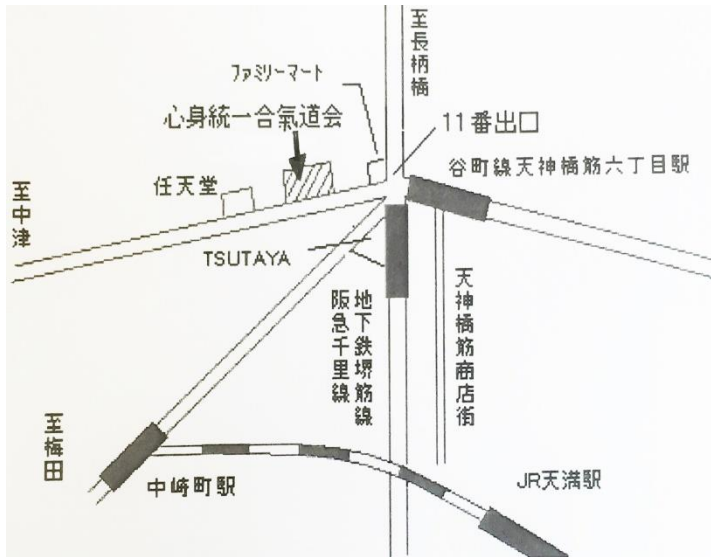 至長柄橋
ファミリーマート
心身統一合氣道会
11番出口
谷町線天神橋筋六丁目駅
任天堂
至中津
TSUTAYA
地下鉄堺筋線
阪急千里線
天神橋筋商店街
至梅田
中崎町駅
JR天満駅